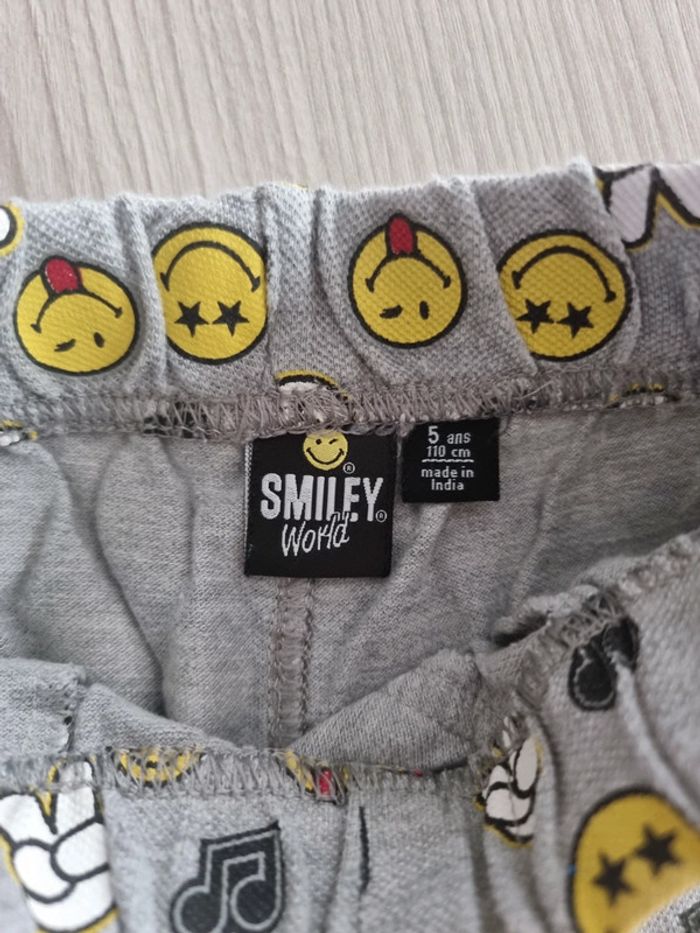 SMILEY®
World®
5 ans
110 cm
made in
India